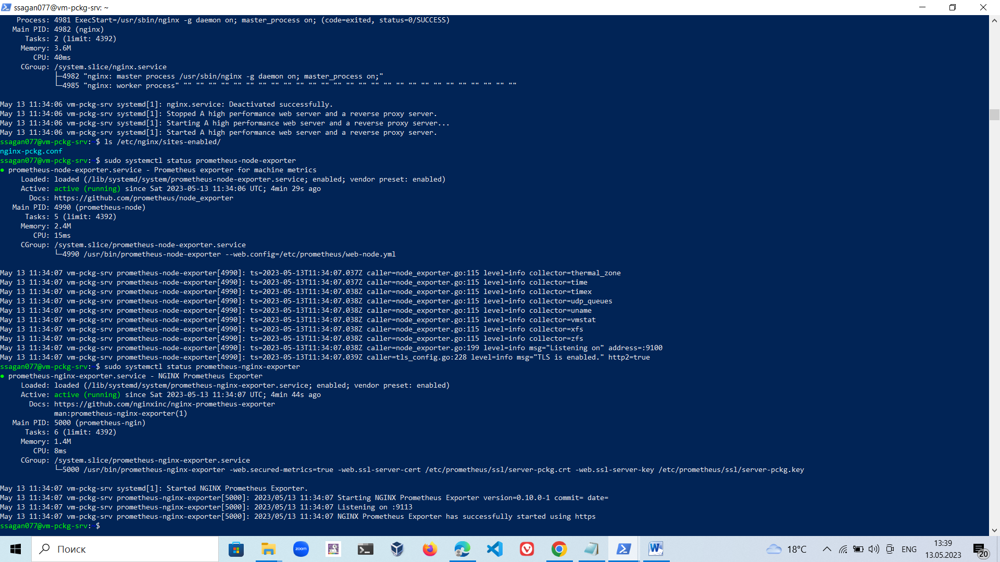 ssagan077@vm-pckg-srv: ~
Process: 4981 ExecStart=/usr/sbin/nginx -g daemon on; master_process on; (code=exited, status=0/SUCCESS)
Main PID: 4982 (nginx)
Tasks: 2 (limit: 4392)
Memory: 3.6M
CPU: 40ms
CGroup: /system.slice/nginx.service
├─4982 "nginx: master process /usr/sbin/nginx -g daemon on; master_process on;"
└─4985 "nginx: worker process" "" "" "" "" "" "" "" "" "" "" "" "" "" "" "" "" "" "" "" "" "" "" "" "" "" "" ""
May 13 11:34:06 vm-pckg-srv systemd[1]: nginx.service: Deactivated successfully.
May 13 11:34:06 vm-pckg-srv systemd[1]: Stopped A high performance web server and a reverse proxy server.
May 13 11:34:06 vm-pckg-srv systemd[1]: Starting A high performance web server and a reverse proxy server...
May 13 11:34:06 vm-pckg-srv systemd[1]: Started A high performance web server and a reverse proxy server.
ssagan077@vm-pckg-srv: $ ls /etc/nginx/sites-enabled/
nginx-pckg.conf
ssagan077@vm-pckg-srv: $ sudo systemctl status prometheus-node-exporter
● prometheus-node-exporter.service - Prometheus exporter for machine metrics
Loaded: loaded (/lib/systemd/system/prometheus-node-exporter.service; enabled; vendor preset: enabled)
Active: active (running) since Sat 2023-05-13 11:34:06 UTC; 4min 29s ago
Docs: https://github.com/prometheus/node_exporter
Main PID: 4990 (prometheus-node)
Tasks: 5 (limit: 4392)
Memory: 2.4M
CPU: 15ms
CGroup: /system.slice/prometheus-node-exporter.service
└─4990 /usr/bin/prometheus-node-exporter --web.config=/etc/prometheus/web-node.yml
May 13 11:34:07 vm-pckg-srv prometheus-node-exporter[4990]: ts=2023-05-13T11:34:07.037Z caller=node_exporter.go:115 level=info collector=thermal_zone
May 13 11:34:07 vm-pckg-srv prometheus-node-exporter[4990]: ts=2023-05-13T11:34:07.037Z caller=node_exporter.go:115 level=info collector=time
May 13 11:34:07 vm-pckg-srv prometheus-node-exporter[4990]: ts=2023-05-13T11:34:07.038Z caller=node_exporter.go:115 level=info collector=timex
May 13 11:34:07 vm-pckg-srv prometheus-node-exporter[4990]: ts=2023-05-13T11:34:07.038Z caller=node_exporter.go:115 level=info collector=udp_queues
May 13 11:34:07 vm-pckg-srv prometheus-node-exporter[4990]: ts=2023-05-13T11:34:07.038Z caller=node_exporter.go:115 level=info collector=uname
May 13 11:34:07 vm-pckg-srv prometheus-node-exporter[4990]: ts=2023-05-13T11:34:07.038Z caller=node_exporter.go:115 level=info collector=vmstat
May 13 11:34:07 vm-pckg-srv prometheus-node-exporter[4990]: ts=2023-05-13T11:34:07.038Z caller=node_exporter.go:115 level=info collector=xfs
May 13 11:34:07 vm-pckg-srv prometheus-node-exporter[4990]: ts=2023-05-13T11:34:07.038Z caller=node_exporter.go:115 level=info collector=zfs
May 13 11:34:07 vm-pckg-srv prometheus-node-exporter[4990]: ts=2023-05-13T11:34:07.038Z caller=node_exporter.go:199 level=info msg="Listening on" address=:9100
May 13 11:34:07 vm-pckg-srv prometheus-node-exporter[4990]: ts=2023-05-13T11:34:07.039Z caller=tls_config.go:228 level=info msg="TLS is enabled." http2=true
ssagan077@vm-pckg-srv: $ sudo systemctl status prometheus-nginx-exporter
● prometheus-nginx-exporter.service - NGINX Prometheus Exporter
Loaded: loaded (/lib/systemd/system/prometheus-nginx-exporter.service; enabled; vendor preset: enabled)
Active: active (running) since Sat 2023-05-13 11:34:07 UTC; 4min 44s ago
Docs: https://github.com/nginxinc/nginx-prometheus-exporter
man:prometheus-nginx-exporter(1)
Main PID: 5000 (prometheus-ngin)
Tasks: 6 (limit: 4392)
Memory: 1.4M
CPU: 8ms
CGroup: /system.slice/prometheus-nginx-exporter.service
└─5000 /usr/bin/prometheus-nginx-exporter -web.secured-metrics=true -web.ssl-server-cert /etc/prometheus/ssl/server-pckg.crt -web.ssl-server-key /etc/prometheus/ssl/server-pckg.key
May 13 11:34:07 vm-pckg-srv systemd[1]: Started NGINX Prometheus Exporter.
May 13 11:34:07 vm-pckg-srv prometheus-nginx-exporter[5000]: 2023/05/13 11:34:07 Starting NGINX Prometheus Exporter version=0.10.0-1 commit= date=
May 13 11:34:07 vm-pckg-srv prometheus-nginx-exporter[5000]: 2023/05/13 11:34:07 Listening on :9113
May 13 11:34:07 vm-pckg-srv prometheus-nginx-exporter[5000]: 2023/05/13 11:34:07 NGINX Prometheus Exporter has successfully started using https
ssagan077@vm-pckg-srv: $
Поиск
zoom
18°C
ENG
13:39
13.05.2023
20